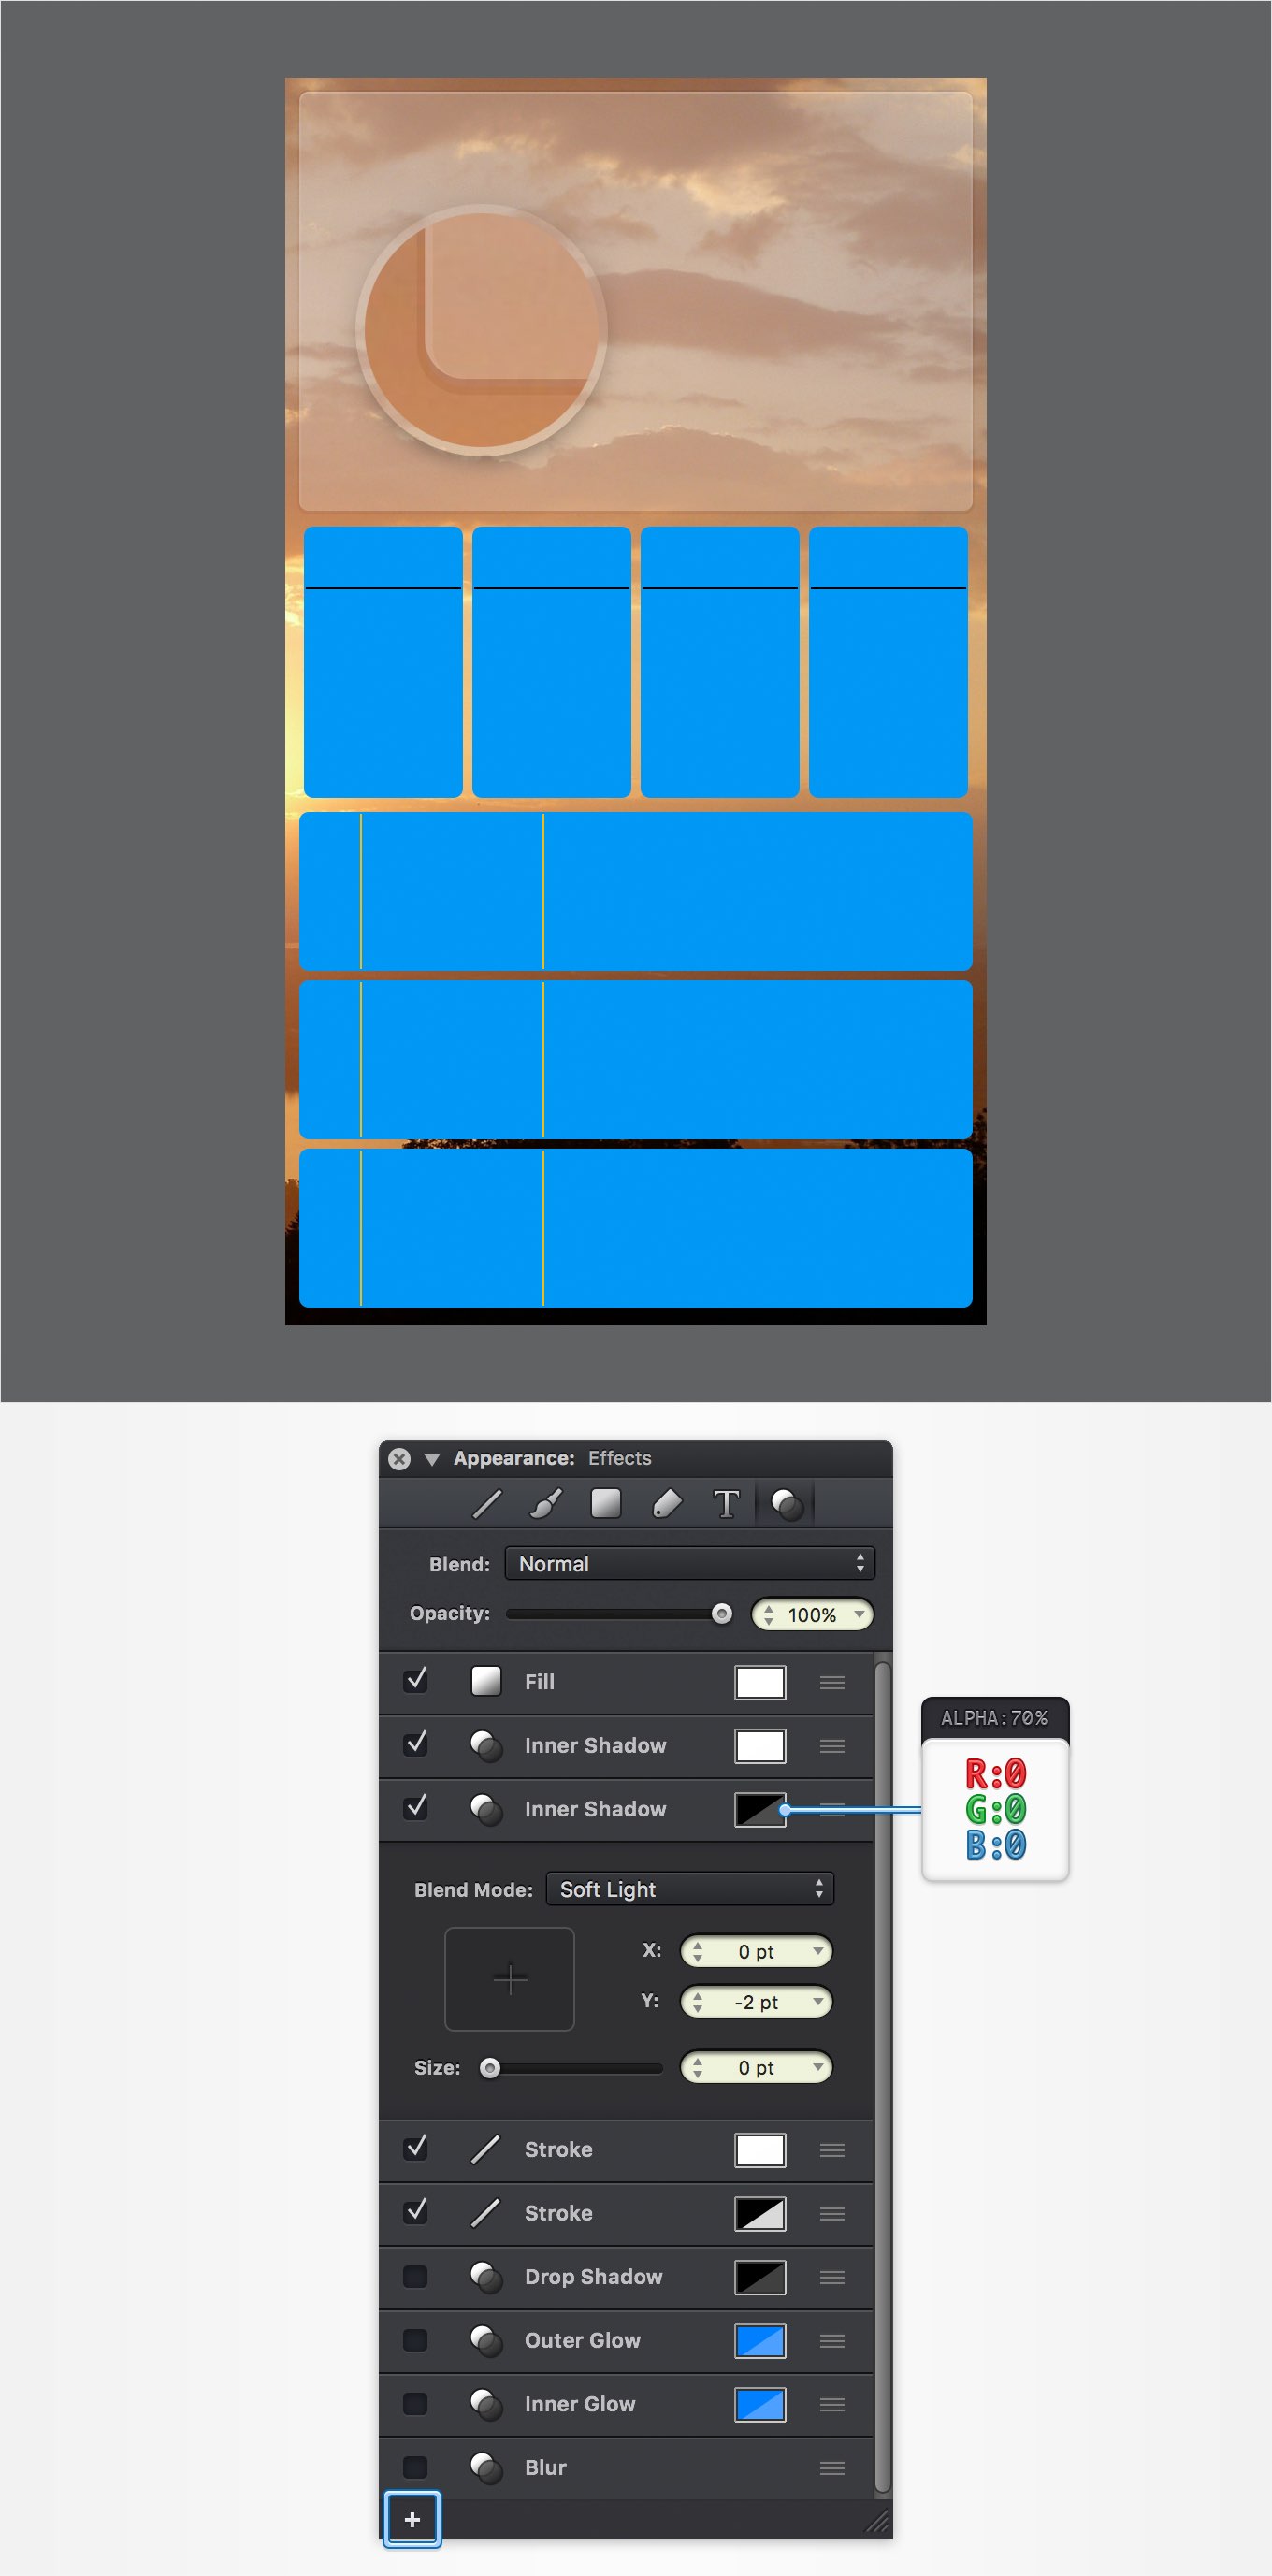 Appearance: Effects
T
Blend: Normal
Opacity: 100%
Fill
Inner Shadow
Inner Shadow
ALPHA:70%
R:0
G:0
B:0
Blend Mode: Soft Light
X: 0 pt
Y: -2 pt
Size: 0 pt
Stroke
Stroke
Drop Shadow
Outer Glow
Inner Glow
Blur
+